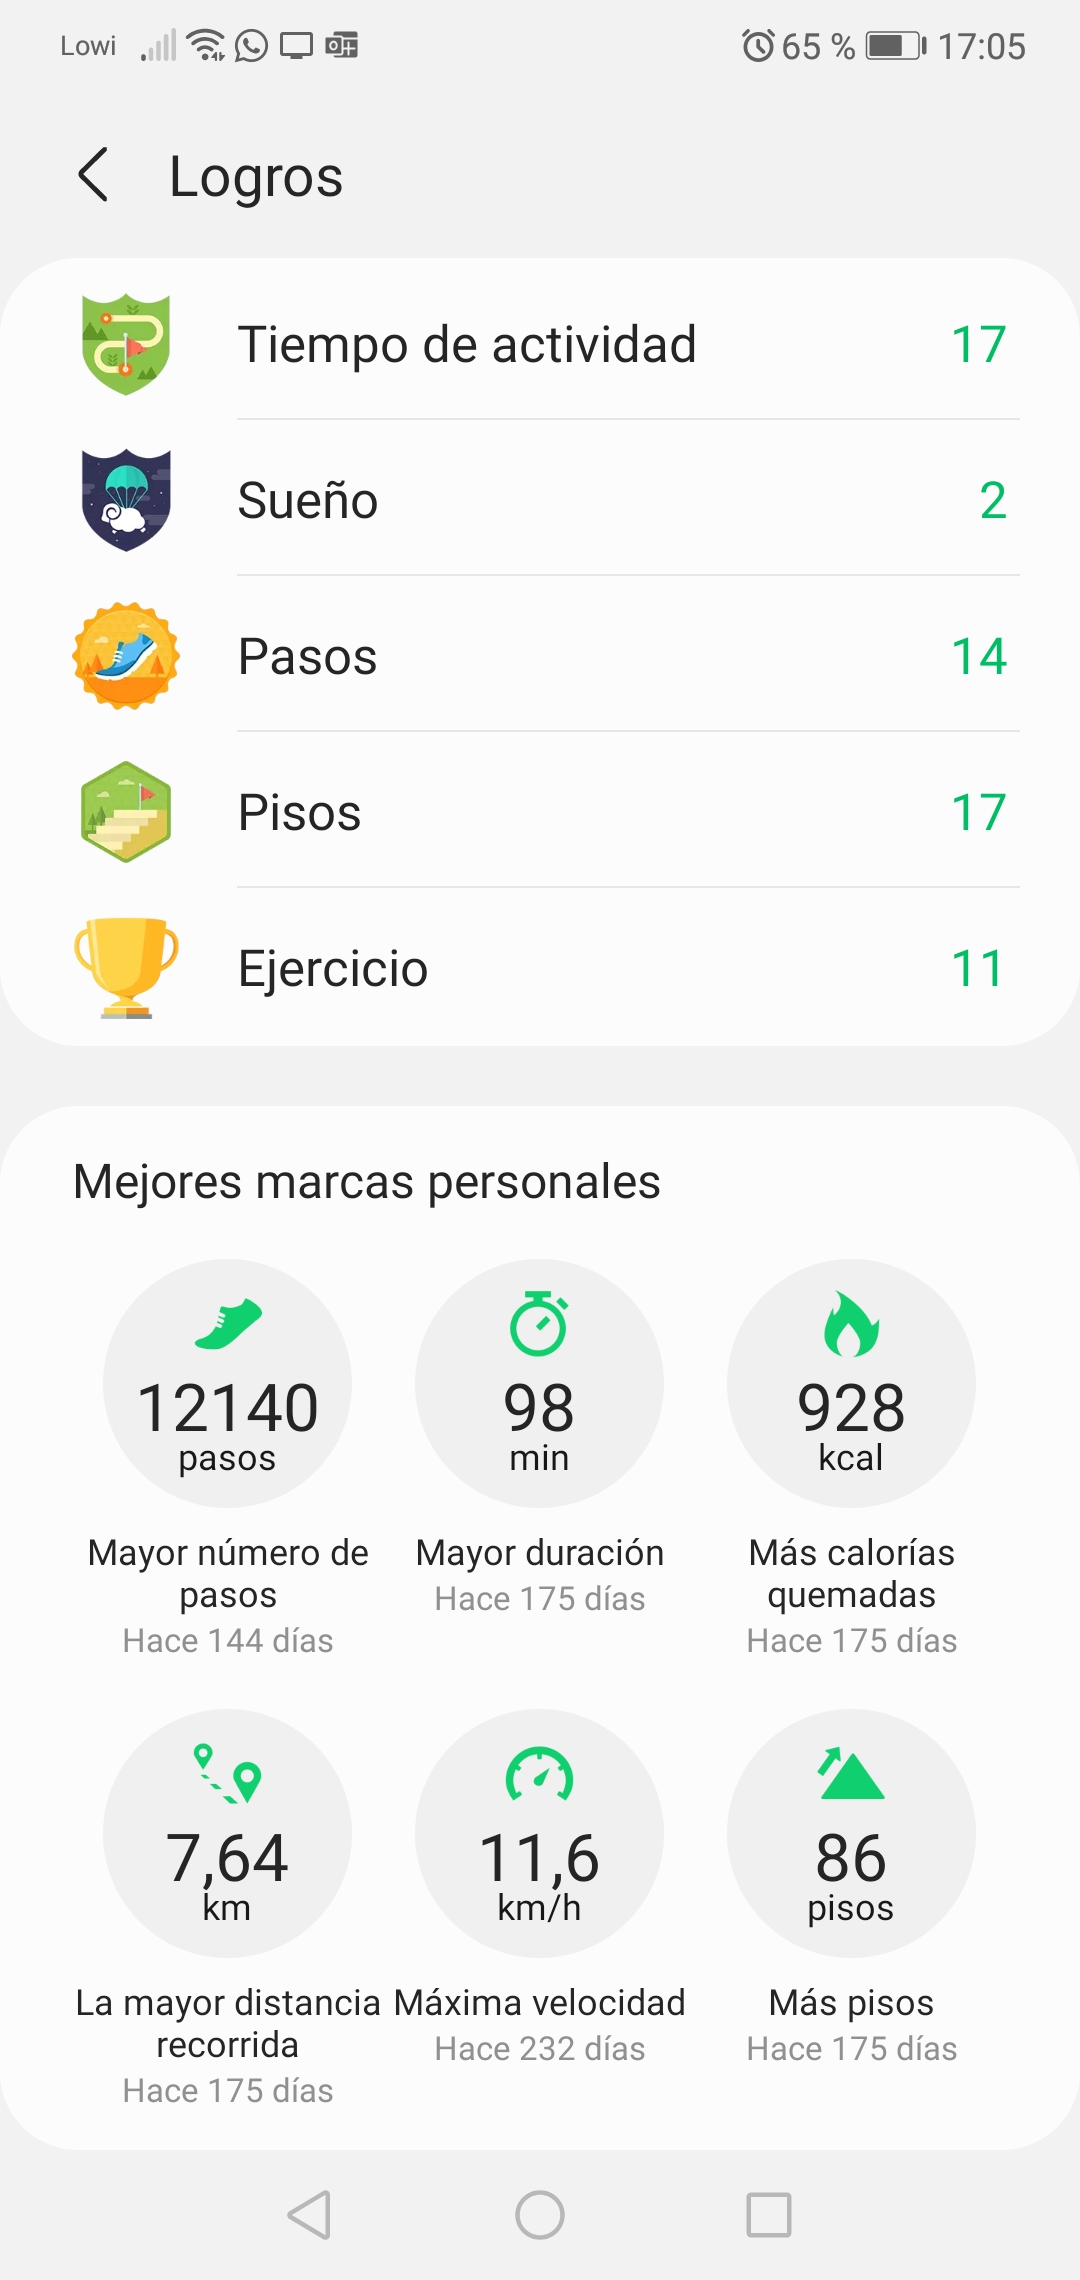 Lowi 65 % 17:05
Logros
Tiempo de actividad 17
Sueño 2
Pasos 14
Pisos 17
Ejercicio 11
Mejores marcas personales
12140 98 928
pasos min kcal
Mayor número de Mayor duración Más calorías
pasos Hace 175 días quemadas
Hace 144 días Hace 175 días
7,64 11,6 86
km km/h pisos
La mayor distancia Máxima velocidad Más pisos
recorrida Hace 232 días Hace 175 días
Hace 175 días